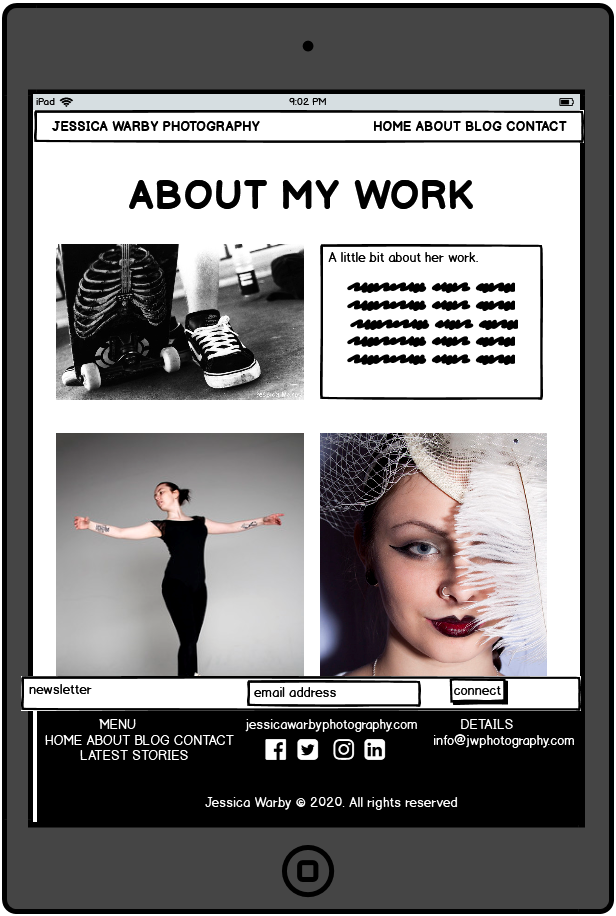 iPad 9:02 PM
JESSICA WARBY PHOTOGRAPHY HOME ABOUT BLOG CONTACT
ABOUT MY WORK
A little bit about her work.
newsletter email address connect
MENU
HOME ABOUT BLOG CONTACT
LATEST STORIES
jessicawarbyphotography.com
DETAILS
info@jwphotography.com
Jessica Warby © 2020. All rights reserved